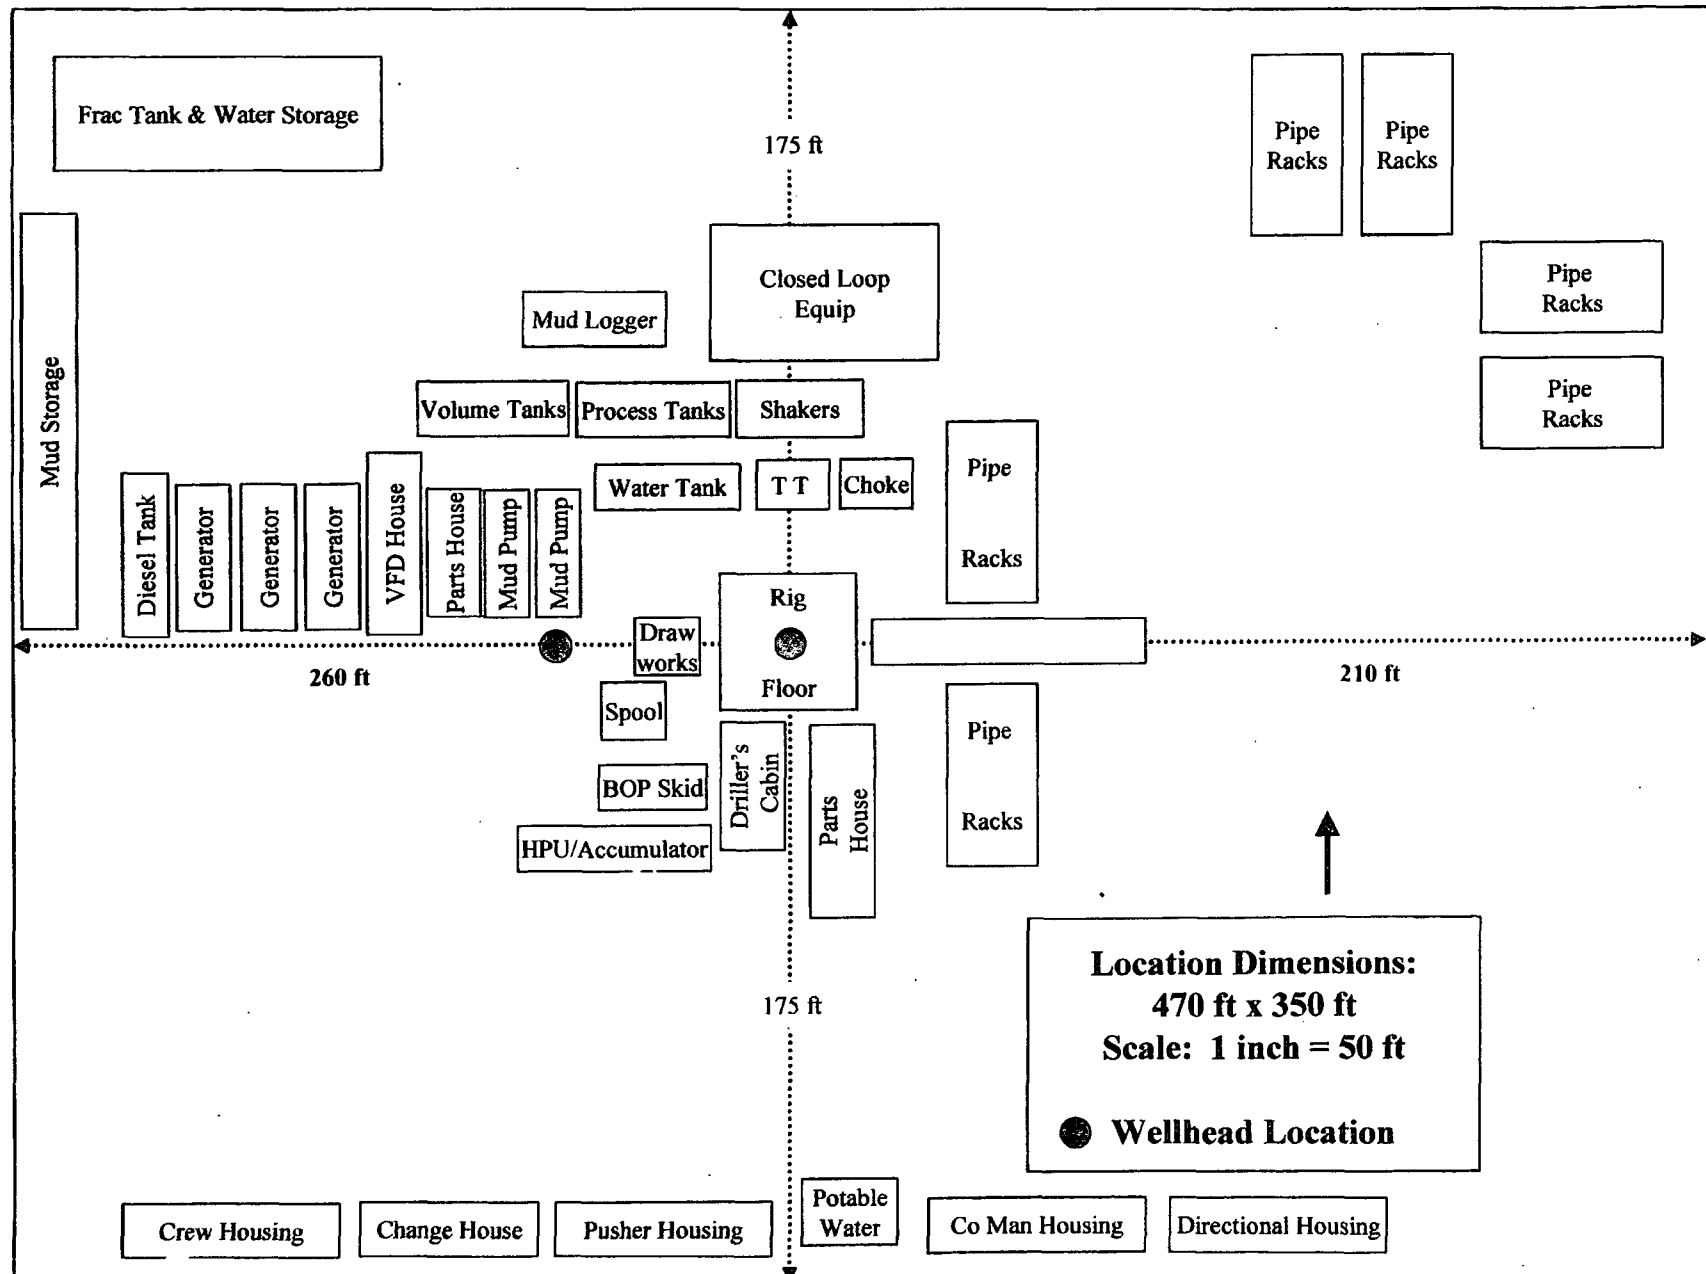 Frac Tank & Water Storage
175 ft
Pipe
Racks
Pipe
Racks
Closed Loop
Equip
Pipe
Racks
Mud Logger
Mud Storage
Volume Tanks
Process Tanks
Shakers
Pipe
Racks
Diesel Tank
Generator
Generator
Generator
VFD House
Parts House
Mud Pump
Mud Pump
Water Tank
T T
Choke
Pipe
Racks
Rig
Floor
Draw
works
260 ft
210 ft
Spool
BOP Skid
HPU/Accumulator
Driller's
Cabin
Parts
House
Pipe
Racks
175 ft
Location Dimensions:
470 ft x 350 ft
Scale: 1 inch = 50 ft
Wellhead Location
Crew Housing
Change House
Pusher Housing
Potable
Water
Co Man Housing
Directional Housing